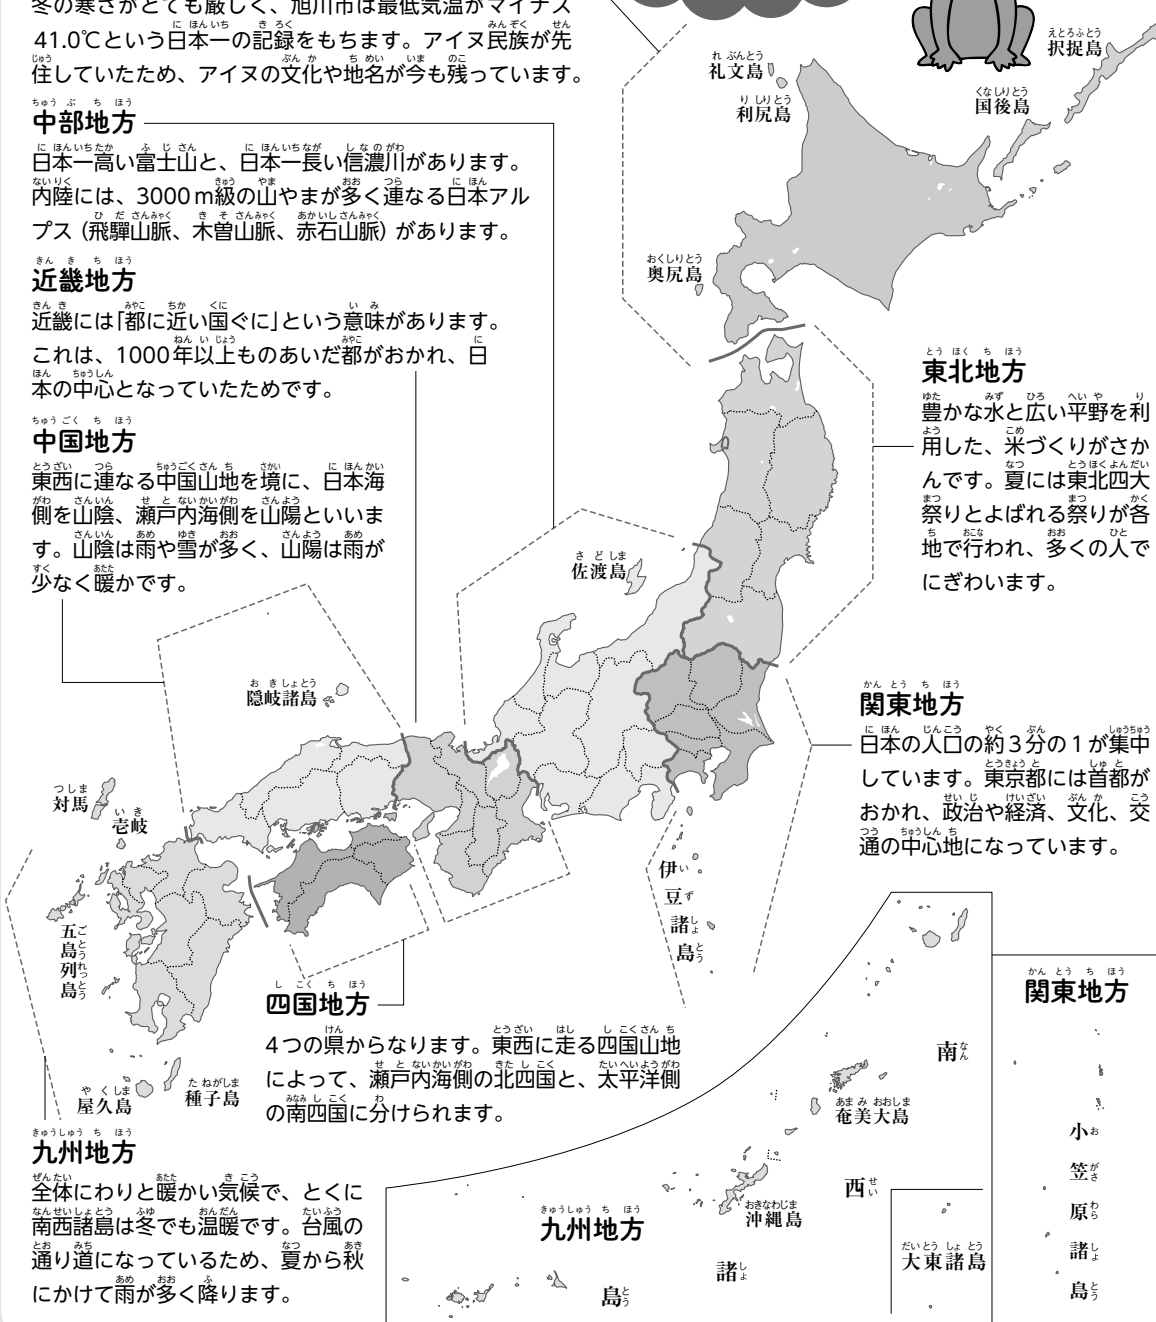 冬の寒さがとても厳しく、旭川市は最低気温がマイナス
41.0℃という日本一の記録をもちます。アイヌ民族が先
住していたため、アイヌの文化や地名が今も残っています。
中部地方
日本一高い富士山と、日本一長い信濃川があります。
内陸には、3000m級の山やまが多く連なる日本アル
プス（飛驒山脈、木曽山脈、赤石山脈）があります。
近畿地方
近畿には「都に近い国ぐに」という意味があります。
これは、1000年以上ものあいだ都がおかれ、日
本の中心となっていたためです。
中国地方
東西に連なる中国山地を境に、日本海
側を山陰、瀬戸内海側を山陽といいま
す。山陰は雨や雪が多く、山陽は雨が
少なく暖かです。
東北地方
豊かな水と広い平野を利
用した、米づくりがさか
んです。夏には東北四大
祭りとよばれる祭りが各
地で行われ、多くの人で
にぎわいます。
関東地方
日本の人口の約3分の1が集中
しています。東京都には首都が
おかれ、政治や経済、文化、交
通の中心地になっています。
四国地方
4つの県からなります。東西に走る四国山地
によって、瀬戸内海側の北四国と、太平洋側
の南四国に分けられます。
九州地方
全体にわりと暖かい気候で、とくに
南西諸島は冬でも温暖です。台風の
通り道になっているため、夏から秋
にかけて雨が多く降ります。
礼文島
利尻島
択捉島
国後島
奥尻島
佐渡島
隠岐諸島
対馬
壱岐
五島列島
屋久島
種子島
伊豆諸島
関東地方
小笠原諸島
南西諸島
奄美大島
沖縄島
九州地方
大東諸島